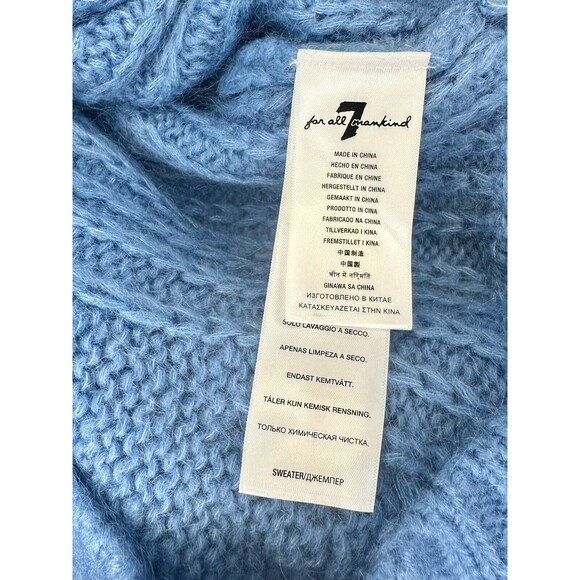 for all 7 mankind
MADE IN CHINA
HECHO EN CHINA
FABRIQUE EN CHINE
HERGESTELLT IN CHINA
GEMAAKT IN CHINA
PRODOTTO IN CINA
FABRICADO NA CHINA
TILLVERKAD I KINA
FREMSTILLET I KINA
中国制造
中国製
चीन में नर्िमति
GINAWA SA CHINA
ИЗГОТОВЛЕНО В КИТАЕ
ΚΑΤΑΣΚΕΥΑΖΕΤΑΙ ΣΤΗΝ ΚΙΝΑ
SOLO LAVAGGIO A SECCO.
APENAS LIMPEZA A SECO.
ENDAST KEMTVÄTT.
TÅLER KUN KEMISK RENSNING.
ТОЛЬКО ХИМИЧЕСКАЯ ЧИСТКА.
SWEATER/ДЖЕМПЕР